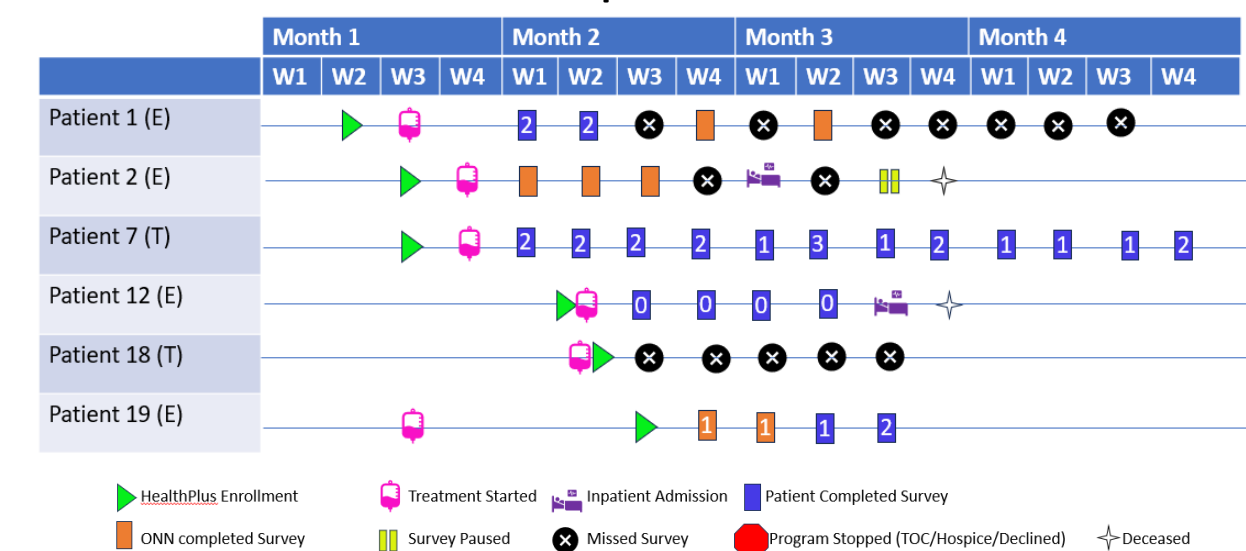 Month 1 Month 2 Month 3 Month 4
W1 W2 W3 W4 W1 W2 W3 W4 W1 W2 W3 W4 W1 W2 W3 W4
Patient 1 (E) 2 2
Patient 2 (E)
Patient 7 (T) 2 2 2 2 1 3 1 2 1 1 1 2
Patient 12 (E) 0 0 0 0
Patient 18 (T)
Patient 19 (E) 1 1 1 2
HealthPlus Enrollment Treatment Started Inpatient Admission Patient Completed Survey
ONN completed Survey Survey Paused Missed Survey Program Stopped (TOC/Hospice/Declined) Deceased